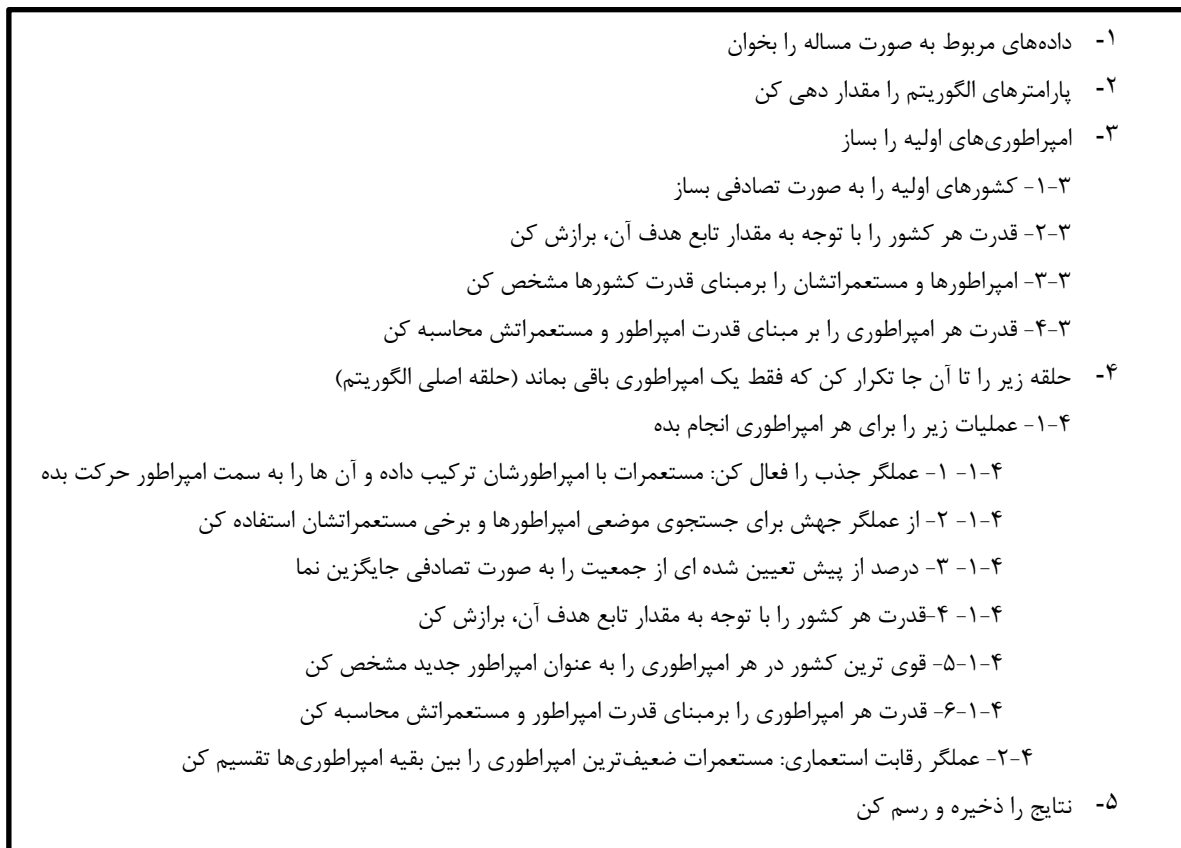 ۱- داده‌های مربوط به صورت مساله را بخوان
۲- پارامترهای الگوریتم را مقدار دهی کن
۳- امپراطوری‌های اولیه را بساز
۳-۱- کشورهای اولیه را به صورت تصادفی بساز
۳-۲- قدرت هر کشور را با توجه به مقدار تابع هدف آن، برازش کن
۳-۳- امپراطورها و مستعمراتشان را برمبنای قدرت کشورها مشخص کن
۳-۴- قدرت هر امپراطوری را بر مبنای قدرت امپراطور و مستعمراتش محاسبه کن
۴- حلقه زیر را تا آن جا تکرار کن که فقط یک امپراطوری باقی بماند (حلقه اصلی الگوریتم)
۴-۱- عملیات زیر را برای هر امپراطوری انجام بده
۴-۱- ۱- عملگر جذب را فعال کن: مستعمرات با امپراطورشان ترکیب داده و آن ها را به سمت امپراطور حرکت بده
۴-۱- ۲- از عملگر جهش برای جستجوی موضعی امپراطورها و برخی مستعمراتشان استفاده کن
۴-۱- ۳- درصد از پیش تعیین شده ای از جمعیت را به صورت تصادفی جایگزین نما
۴-۱- ۴-قدرت هر کشور را با توجه به مقدار تابع هدف آن، برازش کن
۴-۱-۵- قوی ترین کشور در هر امپراطوری را به عنوان امپراطور جدید مشخص کن
۴-۱-۶- قدرت هر امپراطوری را برمبنای قدرت امپراطور و مستعمراتش محاسبه کن
۴-۲- عملگر رقابت استعماری: مستعمرات ضعیف‌ترین امپراطوری را بین بقیه امپراطوری‌ها تقسیم کن
۵- نتایج را ذخیره و رسم کن